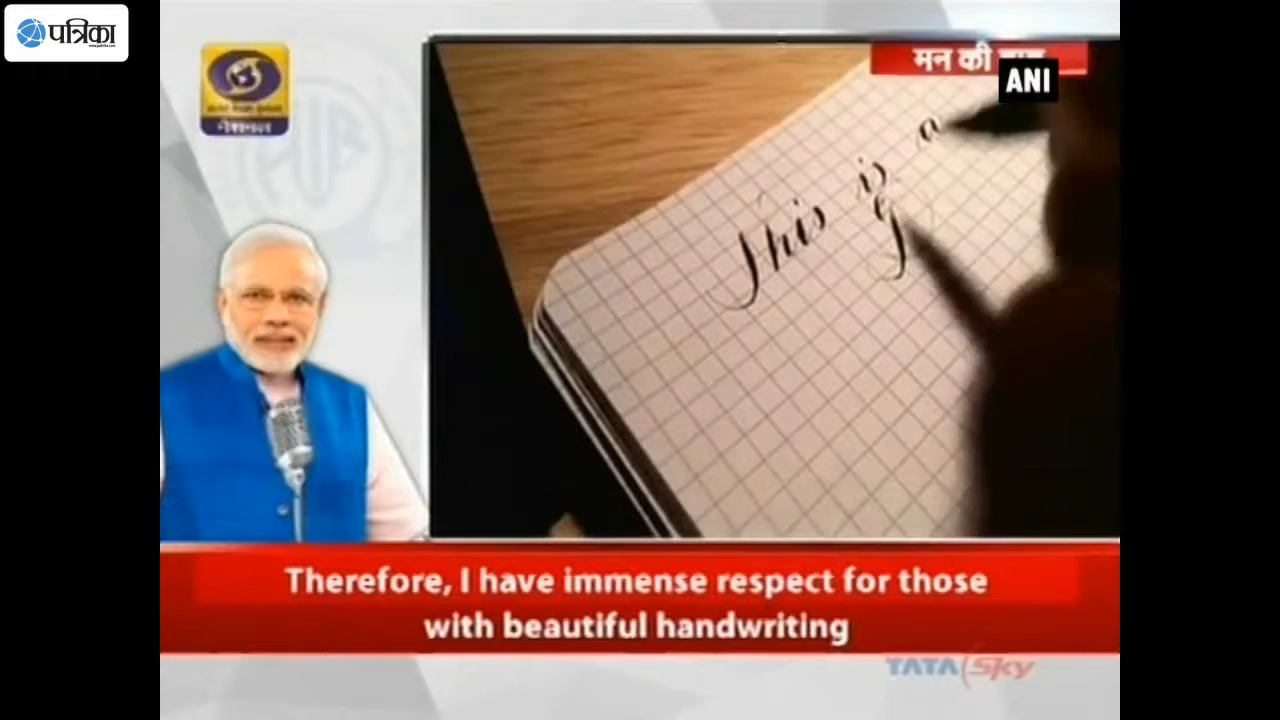 पत्रिका
मन की
ANI
This is a
Therefore, I have immense respect for those
with beautiful handwriting
TATA Sky